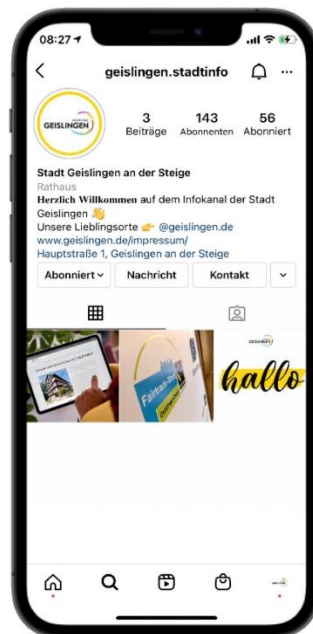 08:27
geislingen.stadtinfo
GEISLINGEN
3 143 56
Beiträge Abonnenten Abonniert
Stadt Geislingen an der Steige
Rathaus
Herzlich Willkommen auf dem Infokanal der Stadt
Geislingen 👋
Unsere Lieblingsorte 👉 @geislingen.de
www.geislingen.de/impressum/
Hauptstraße 1, Geislingen an der Steige
Abonniert Nachricht Kontakt
Fairtrade-Stadt
GEISLINGEN
hallo